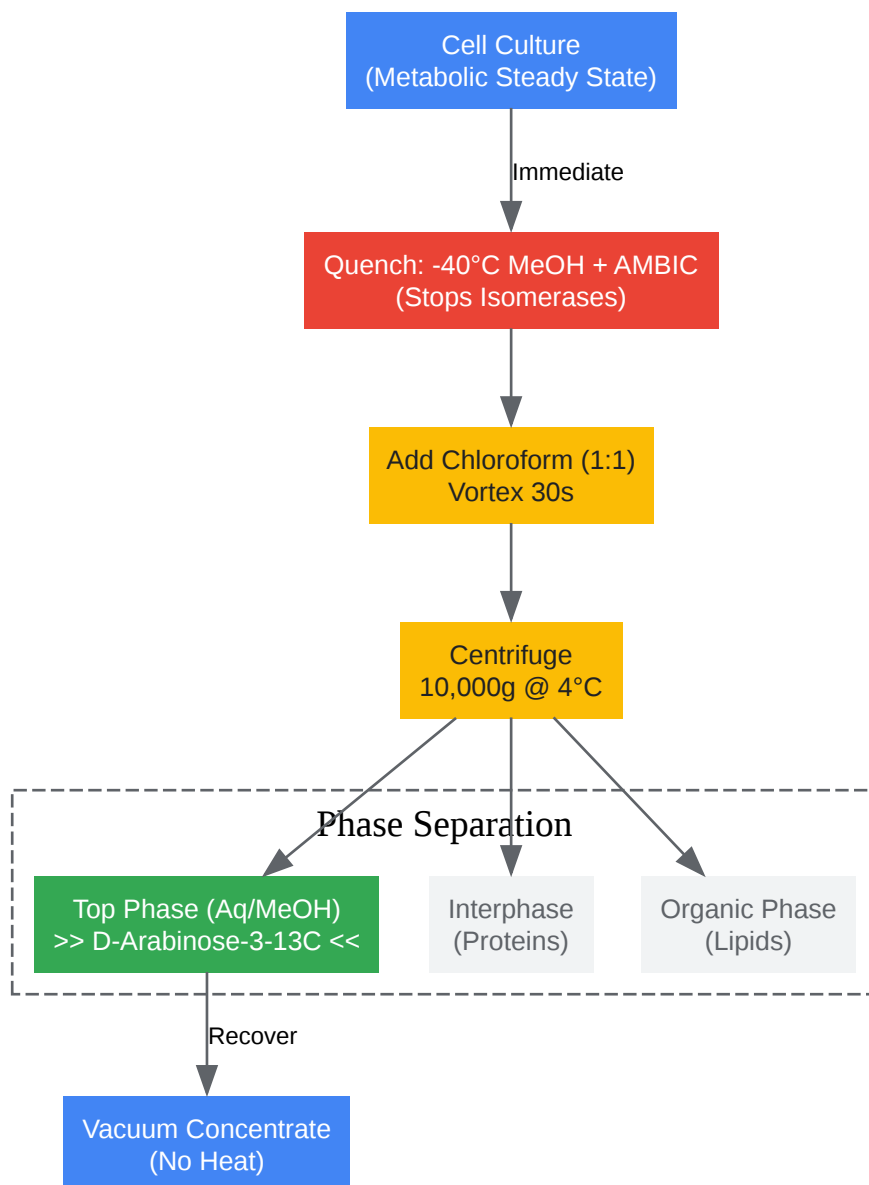 Cell Culture
(Metabolic Steady State)
Immediate
Quench: -40°C MeOH + AMBIC
(Stops Isomerases)
Add Chloroform (1:1)
Vortex 30s
Centrifuge
10,000g @ 4°C
Phase Separation
Top Phase (Aq/MeOH)
>> D-Arabinose-3-13C <<
Interphase
(Proteins)
Organic Phase
(Lipids)
Recover
Vacuum Concentrate
(No Heat)